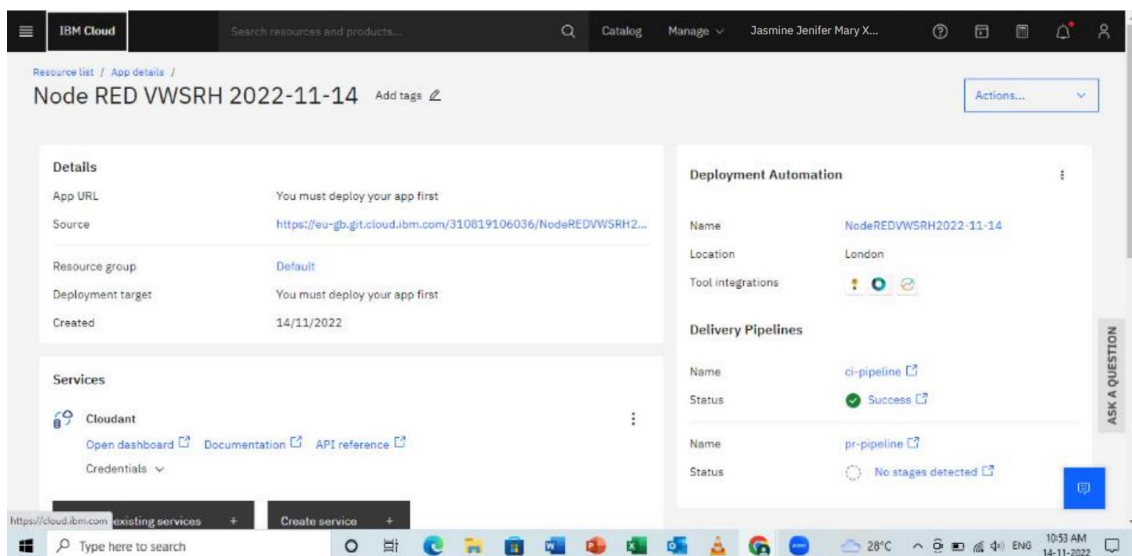 IBM Cloud
Search resources and products...
Catalog
Manage
Jasmine Jenifer Mary X...
Resource list / App details /
Node RED VWSRH 2022-11-14
Add tags
Actions...
Details
App URL
You must deploy your app first
Source
https://eu-gb.git.cloud.ibm.com/310819106036/NodeREDVWSRH2...
Resource group
Default
Deployment target
You must deploy your app first
Created
14/11/2022
Services
Cloudant
Open dashboard
Documentation
API reference
Credentials
existing services +
Create service +
Deployment Automation
Name
NodeREDVWSRH2022-11-14
Location
London
Tool integrations
Delivery Pipelines
Name
ci-pipeline
Status
Success
Name
pr-pipeline
Status
No stages detected
ASK A QUESTION
https://cloud.ibm.com
Type here to search
28°C
ENG
10:53 AM
14-11-2022